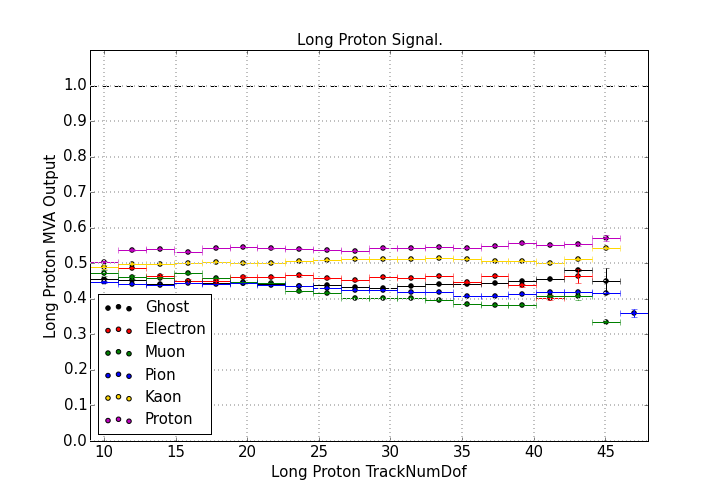 Long Proton Signal.
Long Proton MVA Output
1.0
0.9
0.8
0.7
0.6
0.5
0.4
0.3
0.2
0.1
0.0
Ghost
Electron
Muon
Pion
Kaon
Proton
10 15 20 25 30 35 40 45
Long Proton TrackNumDof